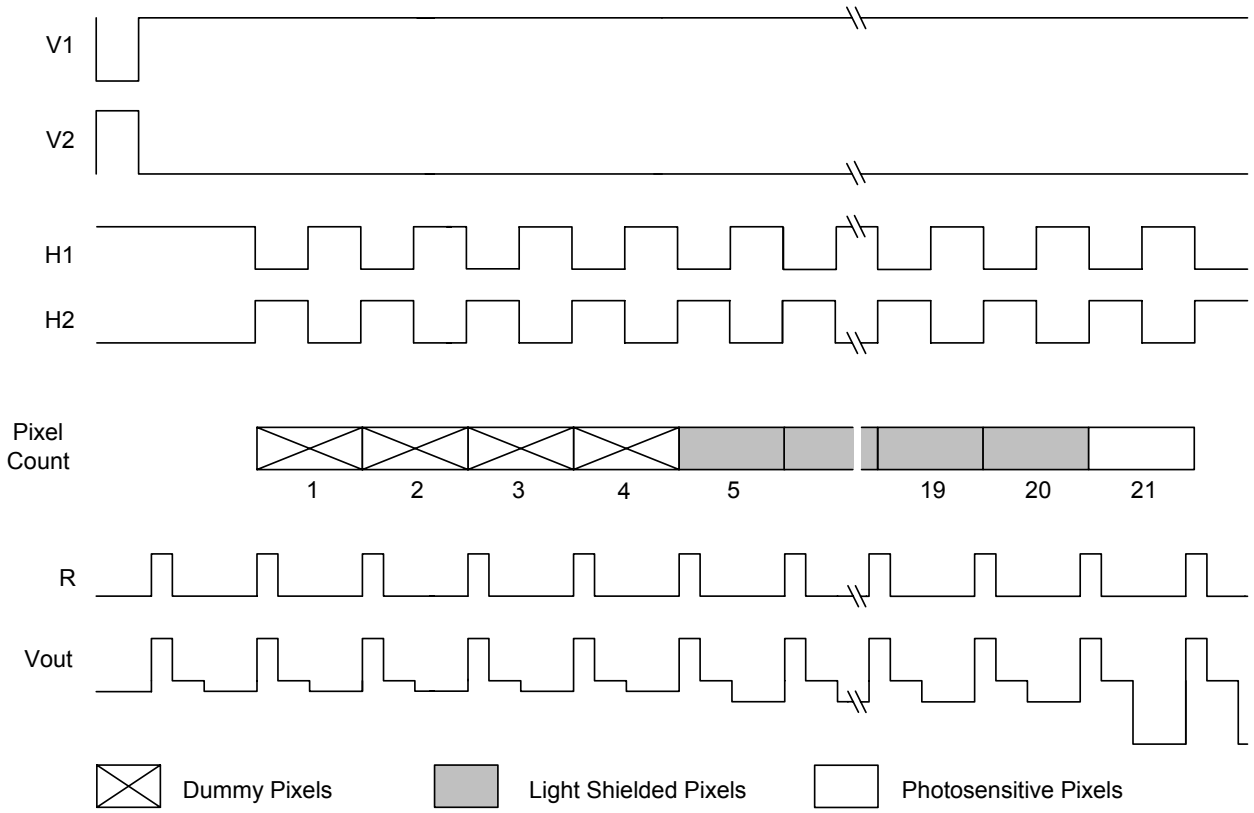 V1
V2
H1
H2
Pixel
Count
1 2 3 4 5 19 20 21
R
Vout
Dummy Pixels Light Shielded Pixels Photosensitive Pixels